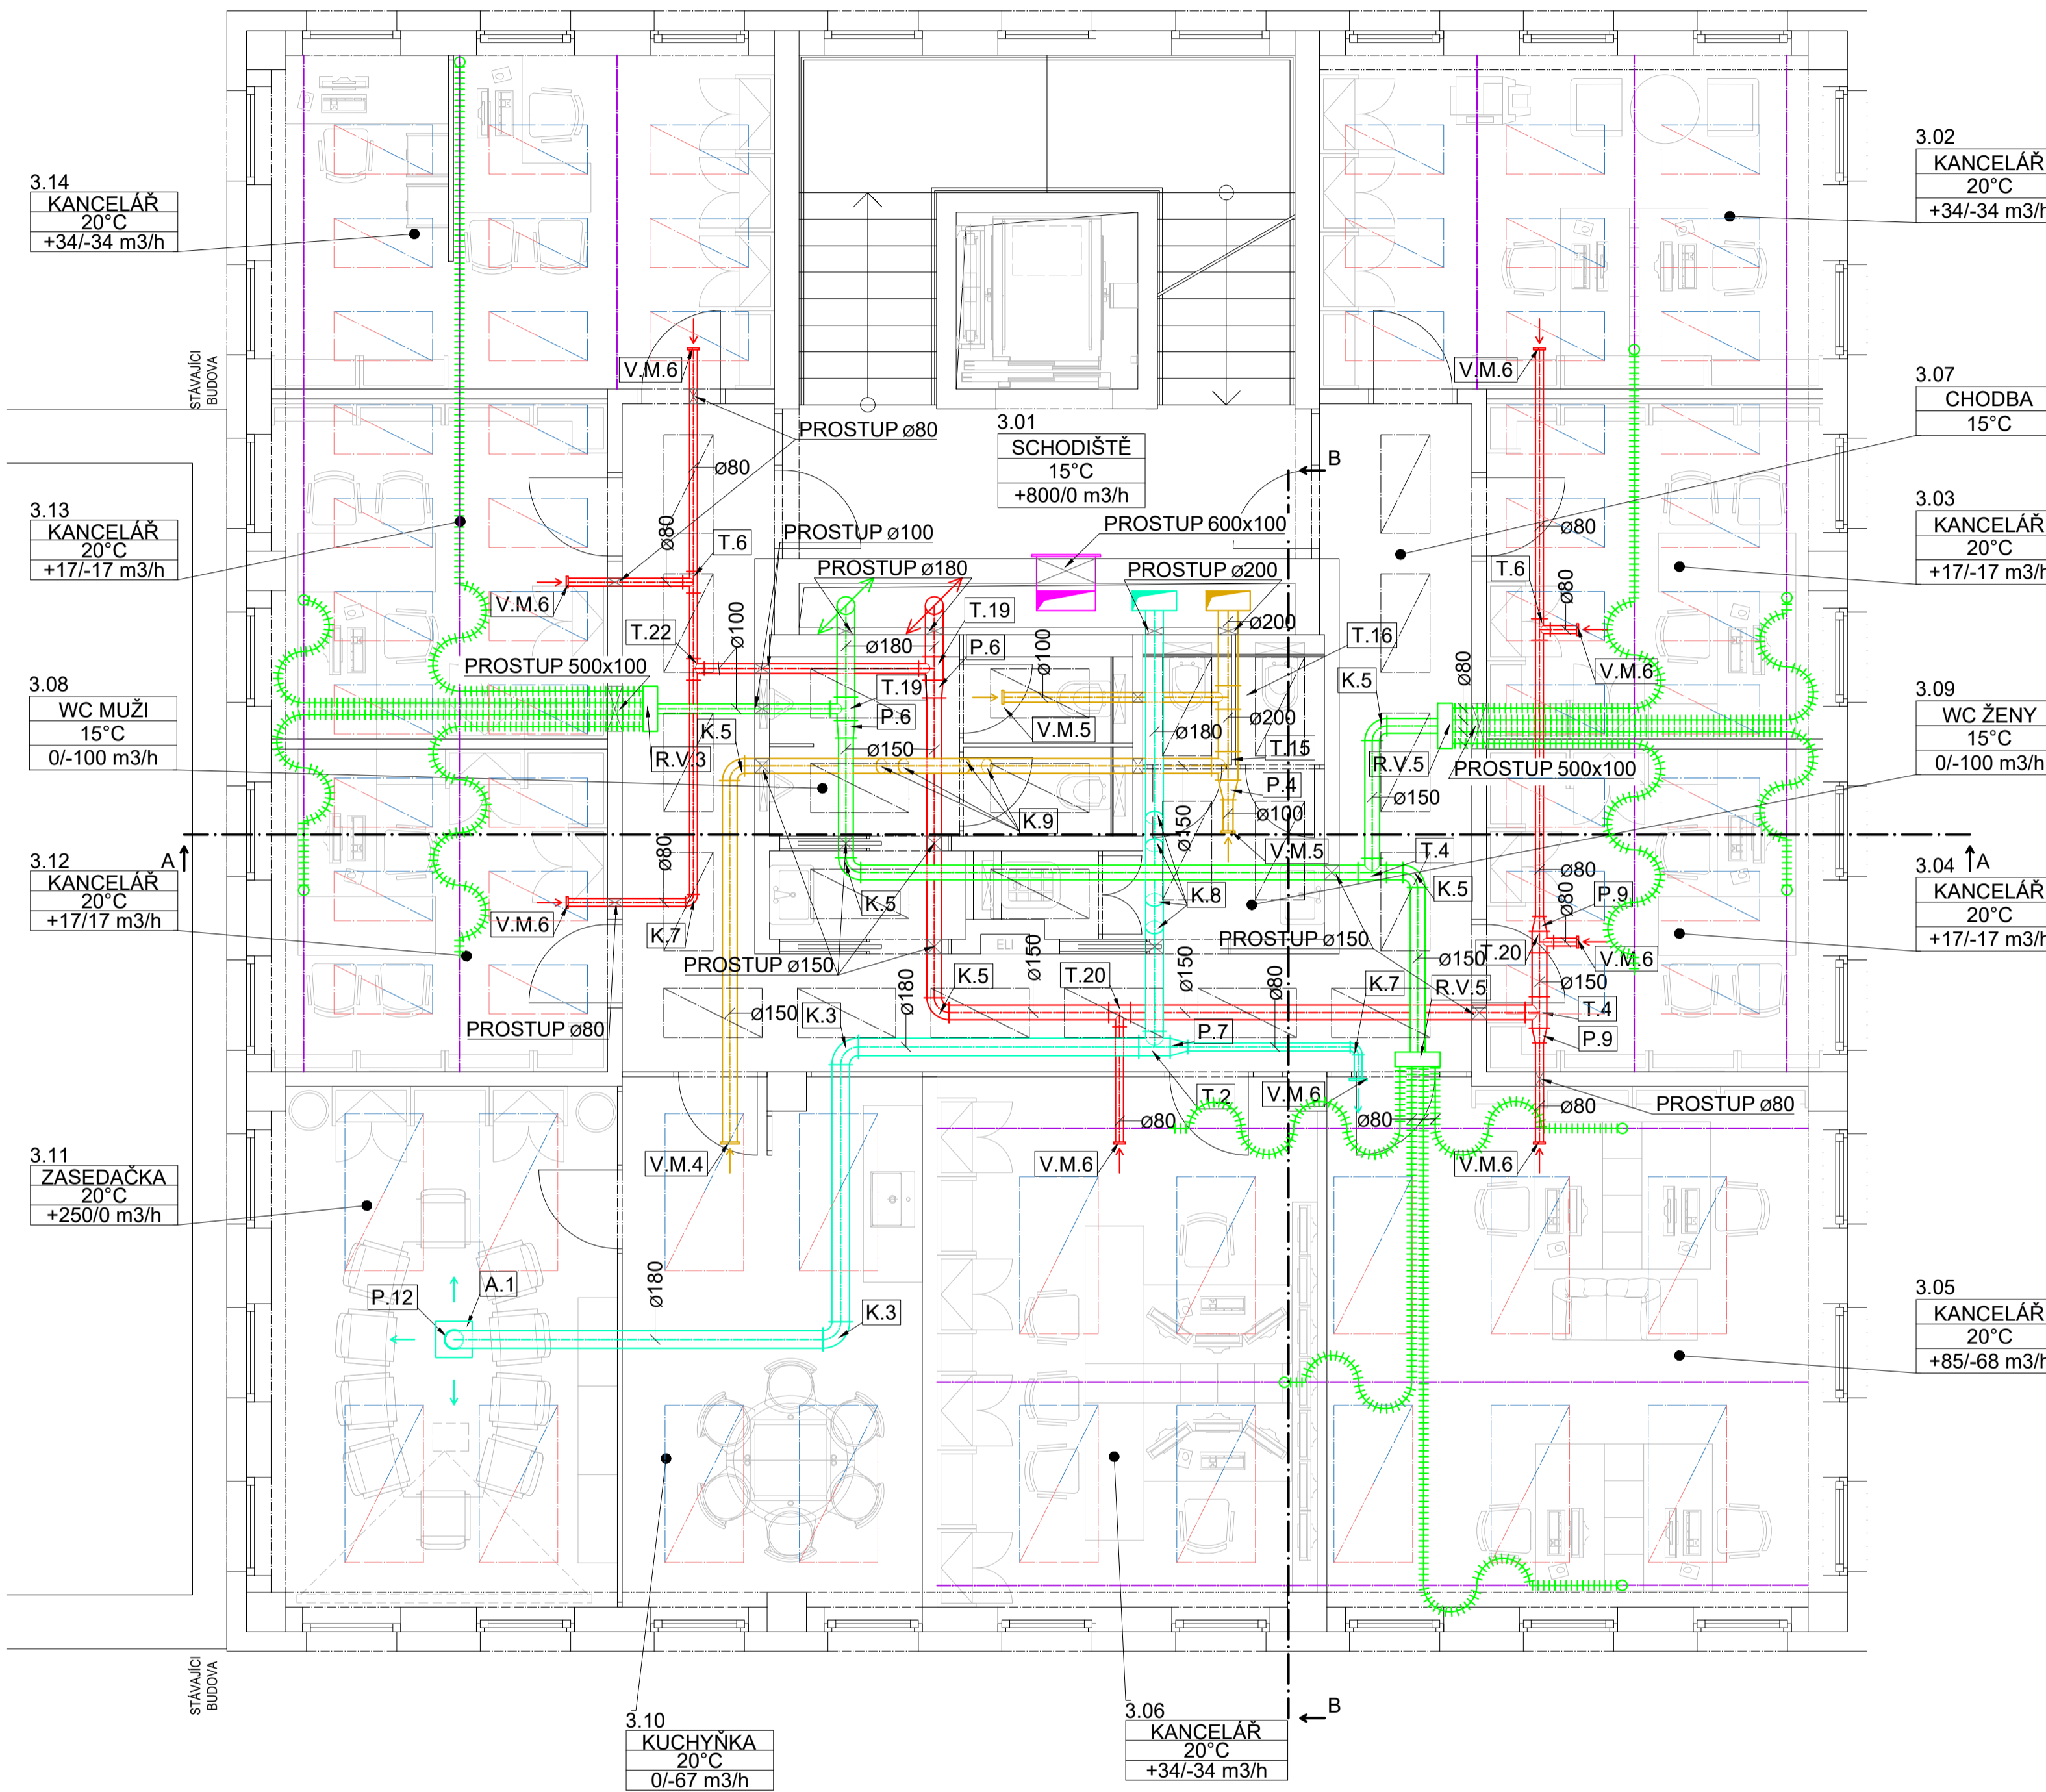 3.14
KANCELÁŘ
20°C
+34/-34 m3/h
3.13
KANCELÁŘ
20°C
+17/-17 m3/h
3.08
WC MUŽI
15°C
0/-100 m3/h
3.12
KANCELÁŘ
20°C
+17/17 m3/h
3.11
ZASEDAČKA
20°C
+250/0 m3/h
3.10
KUCHYŇKA
20°C
0/-67 m3/h
3.06
KANCELÁŘ
20°C
+34/-34 m3/h
3.01
SCHODIŠTĚ
15°C
+800/0 m3/h
3.02
KANCELÁŘ
20°C
+34/-34 m3/h
3.07
CHODBA
15°C
3.03
KANCELÁŘ
20°C
+17/-17 m3/h
3.09
WC ŽENY
15°C
0/-100 m3/h
3.04
KANCELÁŘ
20°C
+17/-17 m3/h
3.05
KANCELÁŘ
20°C
+85/-68 m3/h
STÁVAJÍCÍ
BUDOVA
STÁVAJÍCÍ
BUDOVA
A
A
B
B
V.M.6
V.M.6
PROSTUP ø80
ø80
PROSTUP ø100
PROSTUP 600x100
ø80
T.6
PROSTUP ø180
PROSTUP ø200
T.6
ø80
ø80
V.M.6
T.19
ø200
T.16
T.22
ø100
ø180
P.6
ø100
V.M.6
PROSTUP 500x100
T.19
K.5
ø80
P.6
V.M.5
ø180
ø200
K.5
R.V.3
ø150
T.15
R.V.5
PROSTUP 500x100
P.4
ø150
K.9
ø150
ø100
V.M.5
T.4
ø80
ø80
K.5
K.8
K.5
ø80
P.9
V.M.6
K.7
PROSTUP ø150
PROSTUP ø150
T.20
V.M.6
ELI
ø180
K.5
ø150
T.20
ø150
ø80
K.7
ø150
R.V.5
ø150
PROSTUP ø80
ø150
K.3
P.7
T.4
P.9
T.2
V.M.6
ø80
ø80
ø80
PROSTUP ø80
V.M.4
V.M.6
V.M.6
P.12
A.1
ø180
K.3